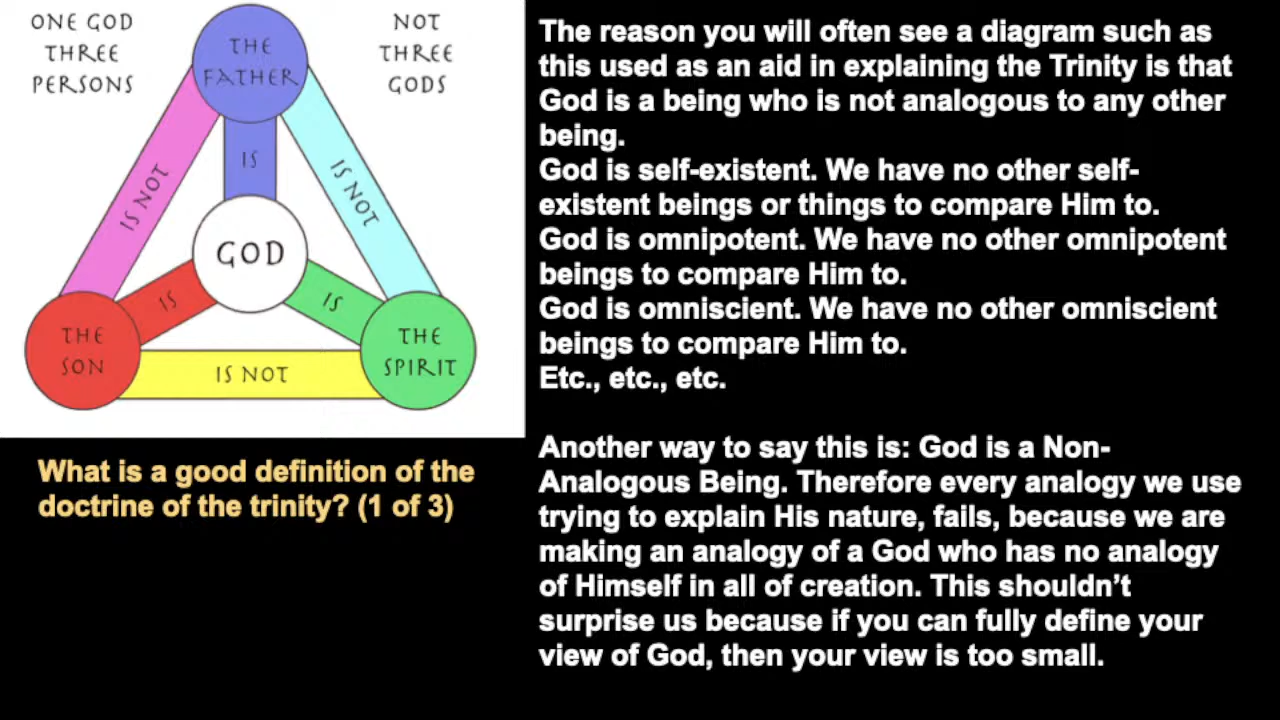 ONE GOD
THREE
PERSONS
NOT
THREE
GODS
THE
FATHER
IS
IS NOT
IS NOT
GOD
IS
IS
THE
SON
THE
SPIRIT
IS NOT
What is a good definition of the
doctrine of the trinity? (1 of 3)
The reason you will often see a diagram such as
this used as an aid in explaining the Trinity is that
God is a being who is not analogous to any other
being.
God is self-existent. We have no other self-
existent beings or things to compare Him to.
God is omnipotent. We have no other omnipotent
beings to compare Him to.
God is omniscient. We have no other omniscient
beings to compare Him to.
Etc., etc., etc.
Another way to say this is: God is a Non-
Analogous Being. Therefore every analogy we use
trying to explain His nature, fails, because we are
making an analogy of a God who has no analogy
of Himself in all of creation. This shouldn’t
surprise us because if you can fully define your
view of God, then your view is too small.